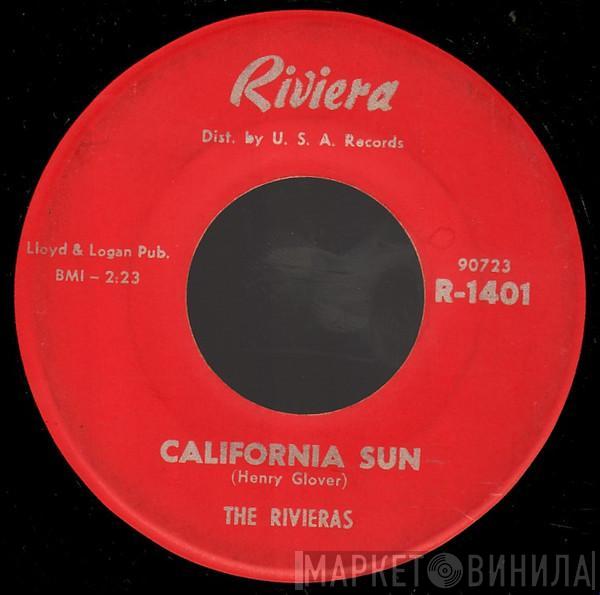 Riviera
Dist. by U. S. A. Records
Lloyd & Logan Pub.
BMI – 2:23
90723
R-1401
CALIFORNIA SUN
(Henry Glover)
THE RIVIERAS
МАРКЕТ ВИНИЛА